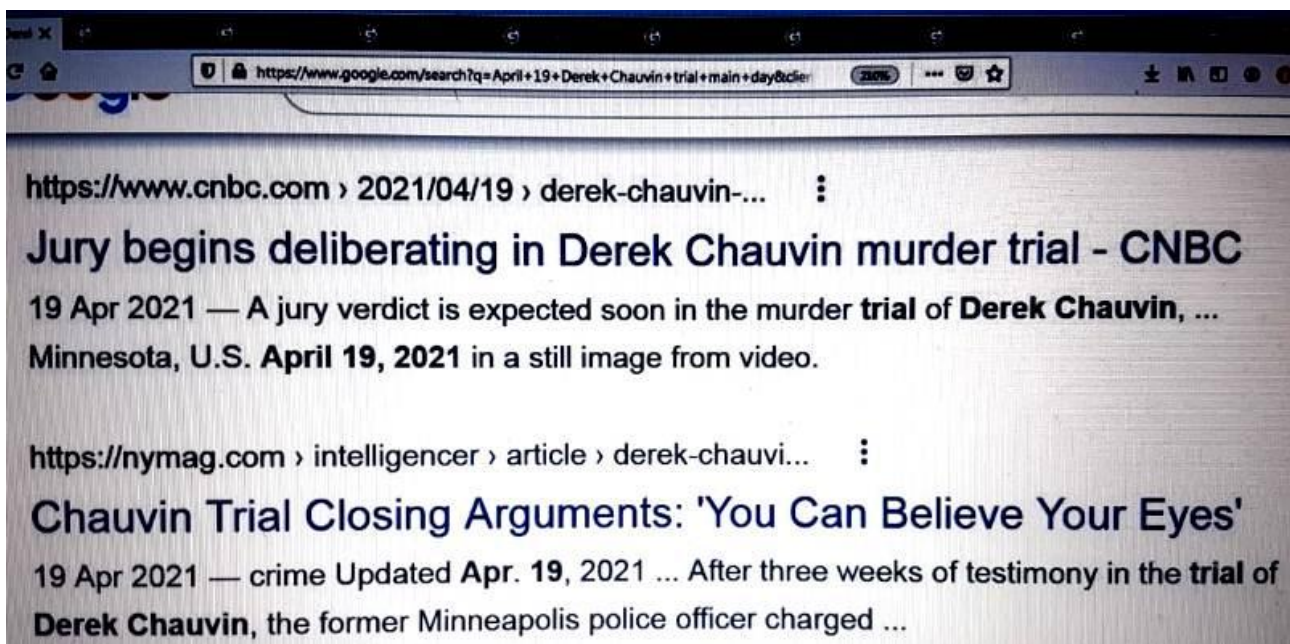 https://www.google.com/search?q=April+19+Derek+Chauvin+trial+main+day&clien
210%
https://www.cnbc.com › 2021/04/19 › derek-chauvin-...
Jury begins deliberating in Derek Chauvin murder trial - CNBC
19 Apr 2021 — A jury verdict is expected soon in the murder trial of Derek Chauvin, ...
Minnesota, U.S. April 19, 2021 in a still image from video.
https://nymag.com › intelligencer › article › derek-chauvi...
Chauvin Trial Closing Arguments: 'You Can Believe Your Eyes'
19 Apr 2021 — crime Updated Apr. 19, 2021 ... After three weeks of testimony in the trial of
Derek Chauvin, the former Minneapolis police officer charged ...